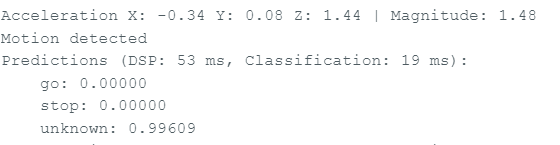 Acceleration X: -0.34 Y: 0.08 Z: 1.44 | Magnitude: 1.48
Motion detected
Predictions (DSP: 53 ms, Classification: 19 ms):
    go: 0.00000
    stop: 0.00000
    unknown: 0.99609